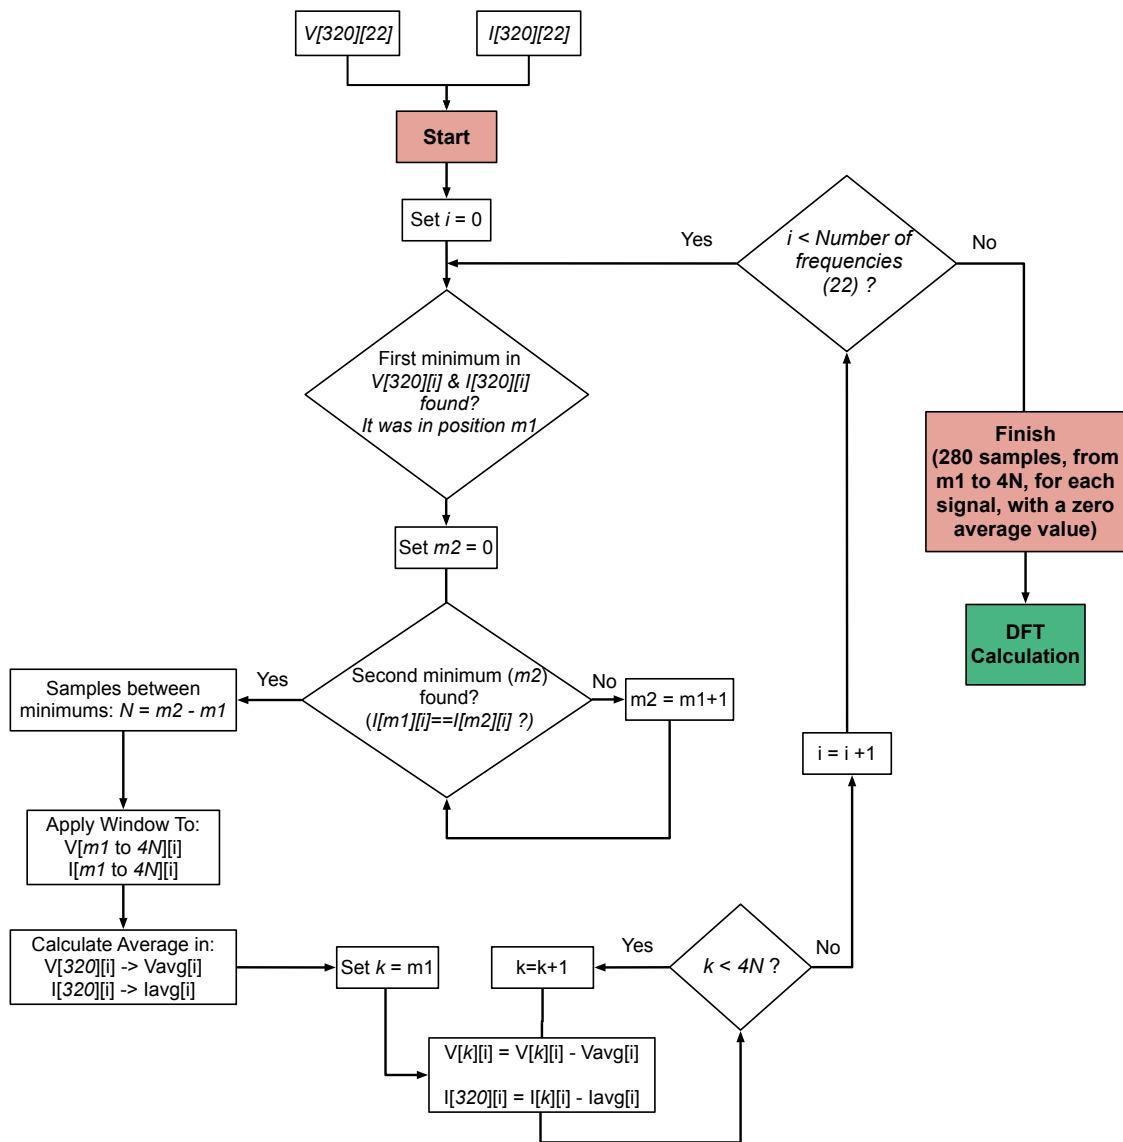 V[320][22]
I[320][22]
Start
Set i = 0
Yes
i < Number of
frequencies
(22) ?
No
First minimum in
V[320][i] & I[320][i]
found?
It was in position m1
Finish
(280 samples, from
m1 to 4N, for each
signal, with a zero
average value)
Set m2 = 0
DFT
Calculation
Samples between
minimums: N = m2 - m1
Yes
Second minimum (m2)
found?
(I[m1][i]==I[m2][i] ?)
No
m2 = m1+1
i = i +1
Apply Window To:
V[m1 to 4N][i]
I[m1 to 4N][i]
Calculate Average in:
V[320][i] -> Vavg[i]
I[320][i] -> Iavg[i]
Set k = m1
k=k+1
Yes
k < 4N ?
No
V[k][i] = V[k][i] - Vavg[i]
I[320][i] = I[k][i] - Iavg[i]